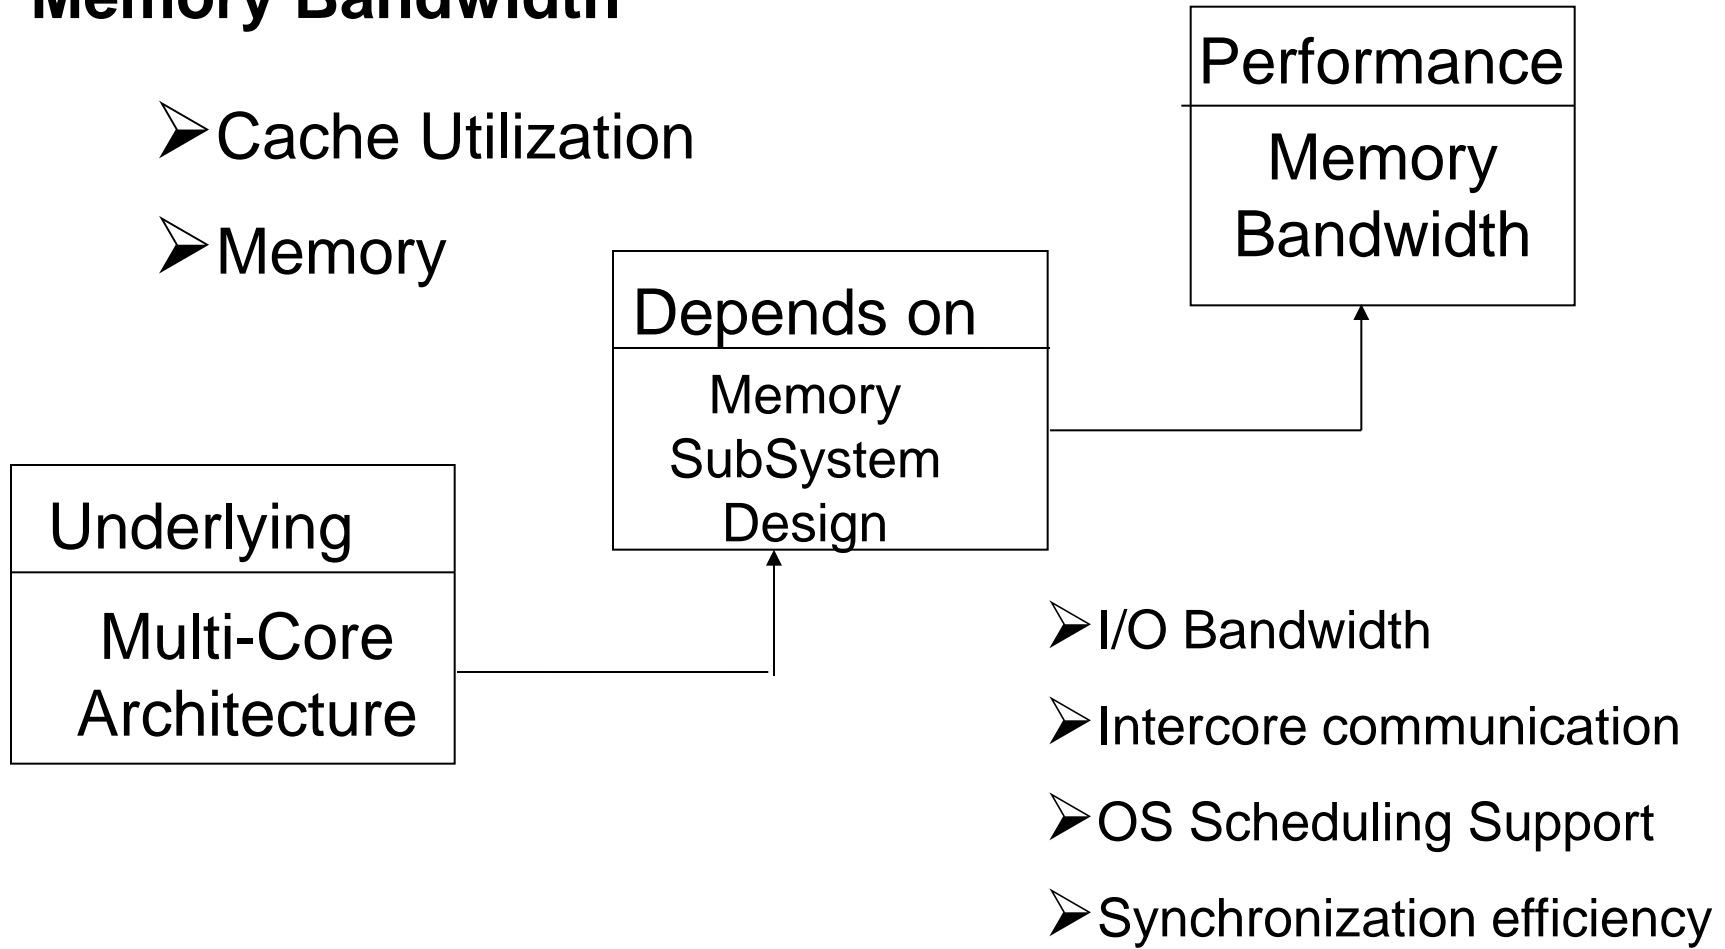 Memory Bandwidth
Cache Utilization
Memory
Performance
Memory
Bandwidth
Depends on
Memory
SubSystem
Design
Underlying
Multi-Core
Architecture
I/O Bandwidth
Intercore communication
OS Scheduling Support
Synchronization efficiency